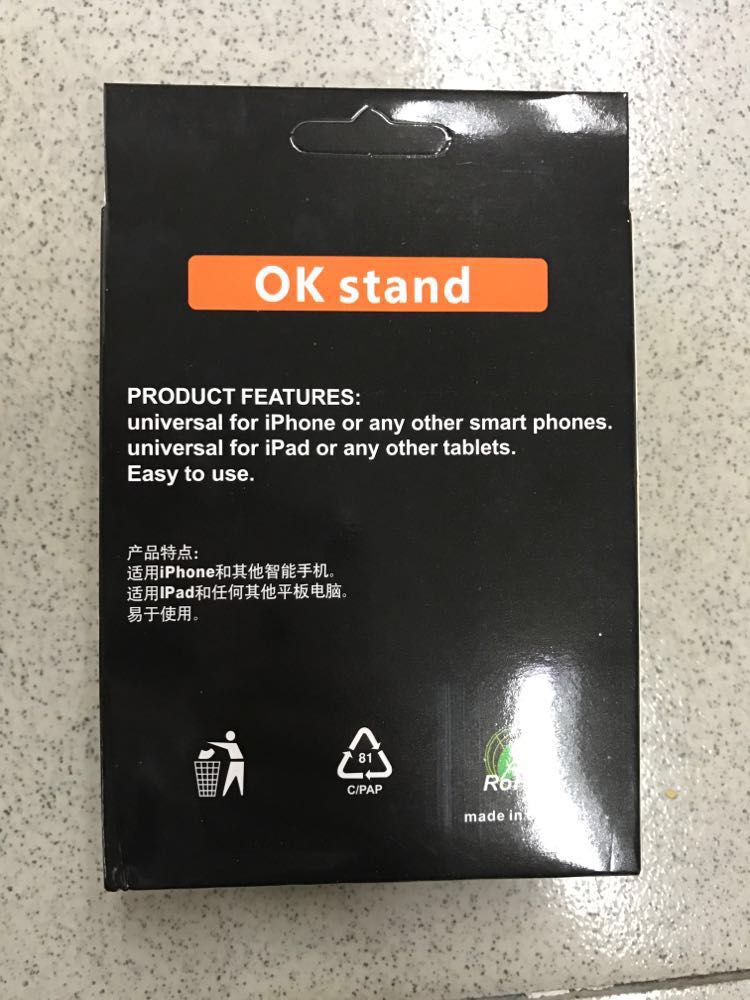 OK stand
PRODUCT FEATURES:
universal for iPhone or any other smart phones.
universal for iPad or any other tablets.
Easy to use.
产品特点:
适用iPhone和其他智能手机。
适用IPad和任何其他平板电脑。
易于使用。
81
C/PAP
made in